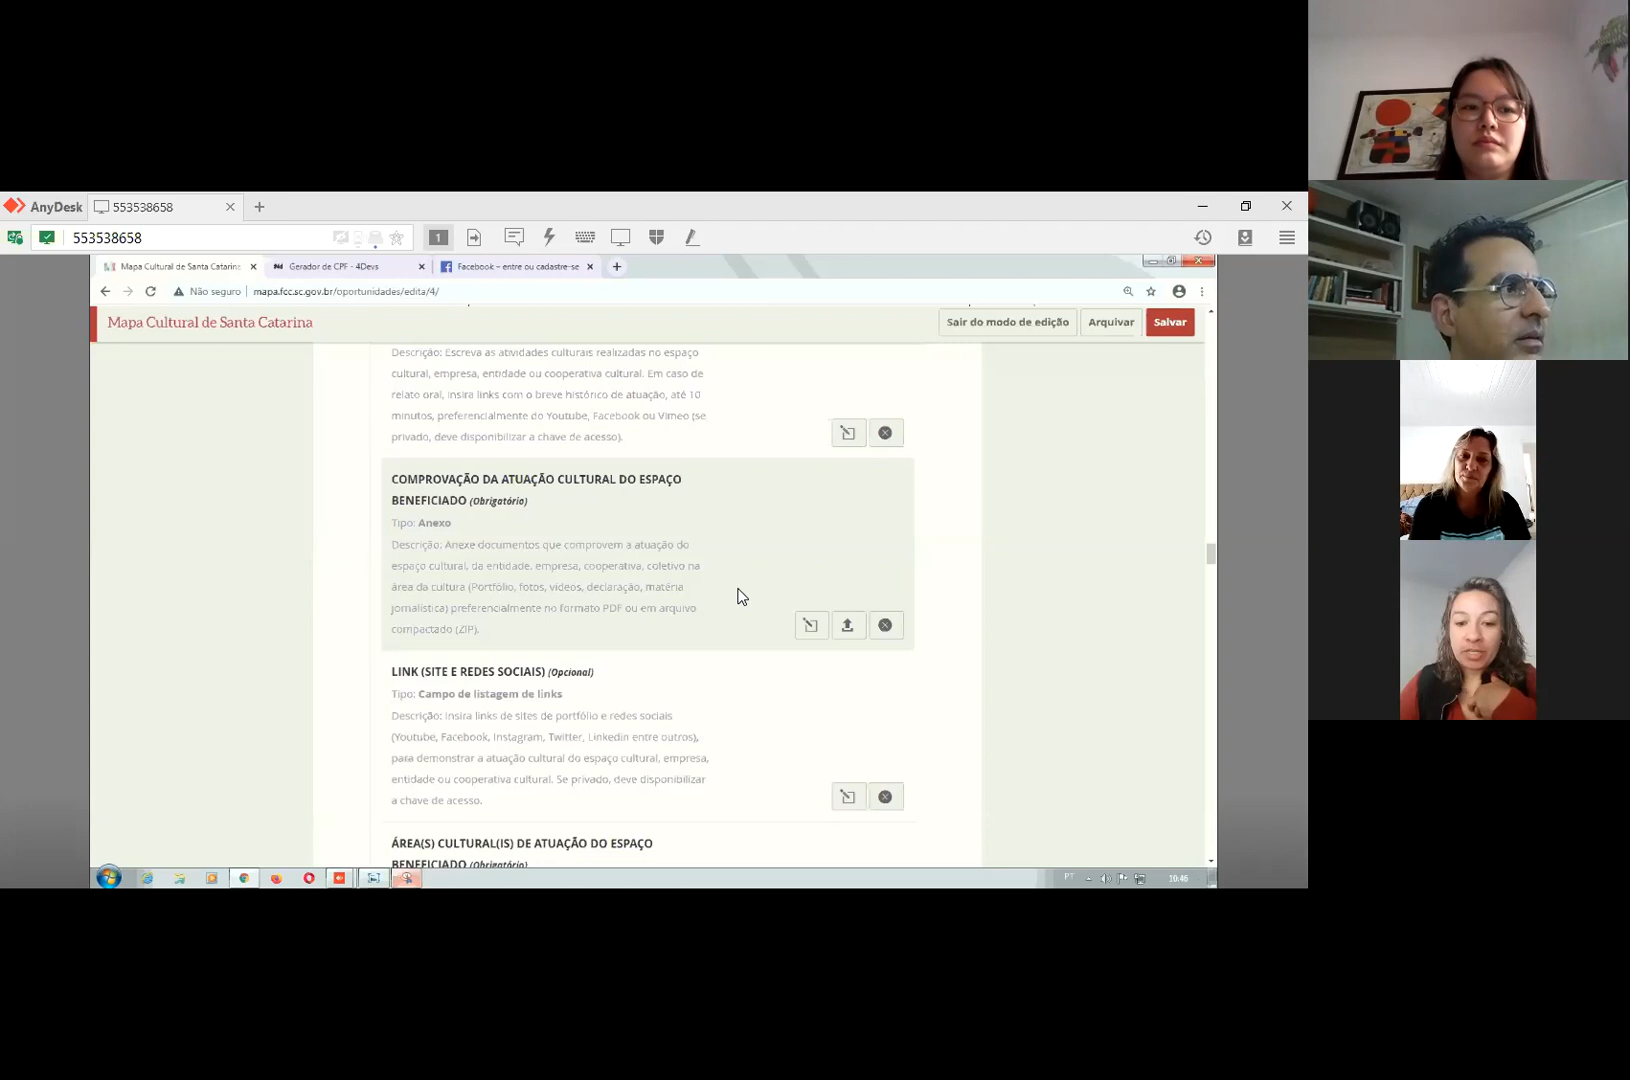 AnyDesk
553538658
553538658
1
Mapa Cultural de Santa Catarina
Gerador de CPF - 4Devs
Facebook – entre ou cadastre-se
Não seguro
mapa.fcc.sc.gov.br/oportunidades/edita/4/
Mapa Cultural de Santa Catarina
Sair do modo de edição
Arquivar
Salvar
Descrição: Escreva as atividades culturais realizadas no espaço
cultural, empresa, entidade ou cooperativa cultural. Em caso de
relato oral, insira links com o breve histórico de atuação, até 10
minutos, preferencialmente do Youtube, Facebook ou Vimeo (se
privado, deve disponibilizar a chave de acesso).
COMPROVAÇÃO DA ATUAÇÃO CULTURAL DO ESPAÇO
BENEFICIADO (Obrigatório)
Tipo: Anexo
Descrição: Anexe documentos que comprovem a atuação do
espaço cultural, da entidade, empresa, cooperativa, coletivo na
área da cultura (Portfólio, fotos, vídeos, declaração, matéria
jornalística) preferencialmente no formato PDF ou em arquivo
compactado (ZIP).
LINK (SITE E REDES SOCIAIS) (Opcional)
Tipo: Campo de listagem de links
Descrição: Insira links de sites de portfólio e redes sociais
(Youtube, Facebook, Instagram, Twitter, Linkedin entre outros),
para demonstrar a atuação cultural do espaço cultural, empresa,
entidade ou cooperativa cultural. Se privado, deve disponibilizar
a chave de acesso.
ÁREA(S) CULTURAL(IS) DE ATUAÇÃO DO ESPAÇO
BENEFICIADO (Obrigatório)
PT
10:46